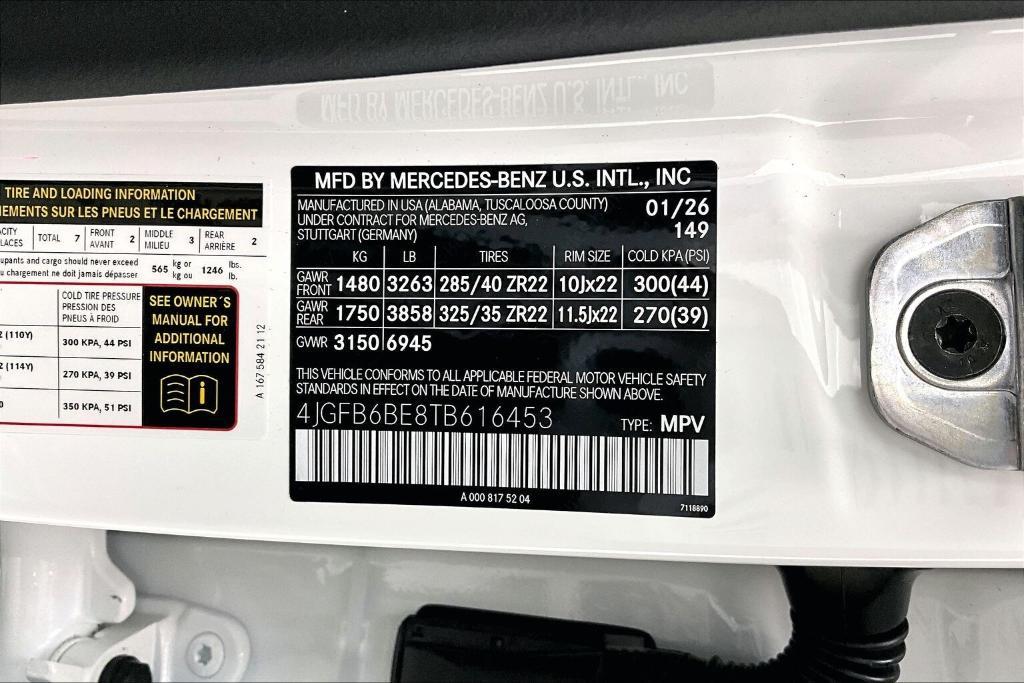 TIRE AND LOADING INFORMATION
SUR LES PNEUS ET LE CHARGEMENT
TOTAL 7
FRONT AVANT 2
MIDDLE MILIEU 3
REAR ARRIÈRE 2
and cargo should never exceed
chargement ne doit jamais dépasser
565 kg or kg ou 1246 lbs. lb.
COLD TIRE PRESSURE
PRESSION DES
PNEUS À FROID
(110Y) 300 KPA, 44 PSI
(114Y) 270 KPA, 39 PSI
350 KPA, 51 PSI
SEE OWNER´S
MANUAL FOR
ADDITIONAL
INFORMATION
i
A 167 584 21 12
MFD BY MERCEDES-BENZ U.S. INTL., INC
MANUFACTURED IN USA (ALABAMA, TUSCALOOSA COUNTY) 01/26
UNDER CONTRACT FOR MERCEDES-BENZ AG,
STUTTGART (GERMANY) 149
KG LB TIRES RIM SIZE COLD KPA (PSI)
GAWR FRONT 1480 3263 285/40 ZR22 10Jx22 300(44)
GAWR REAR 1750 3858 325/35 ZR22 11.5Jx22 270(39)
GVWR 3150 6945
THIS VEHICLE CONFORMS TO ALL APPLICABLE FEDERAL MOTOR VEHICLE SAFETY
STANDARDS IN EFFECT ON THE DATE OF MANUFACTURE SHOWN ABOVE.
4JGFB6BE8TB616453 TYPE: MPV
A 000 817 52 04
7118890